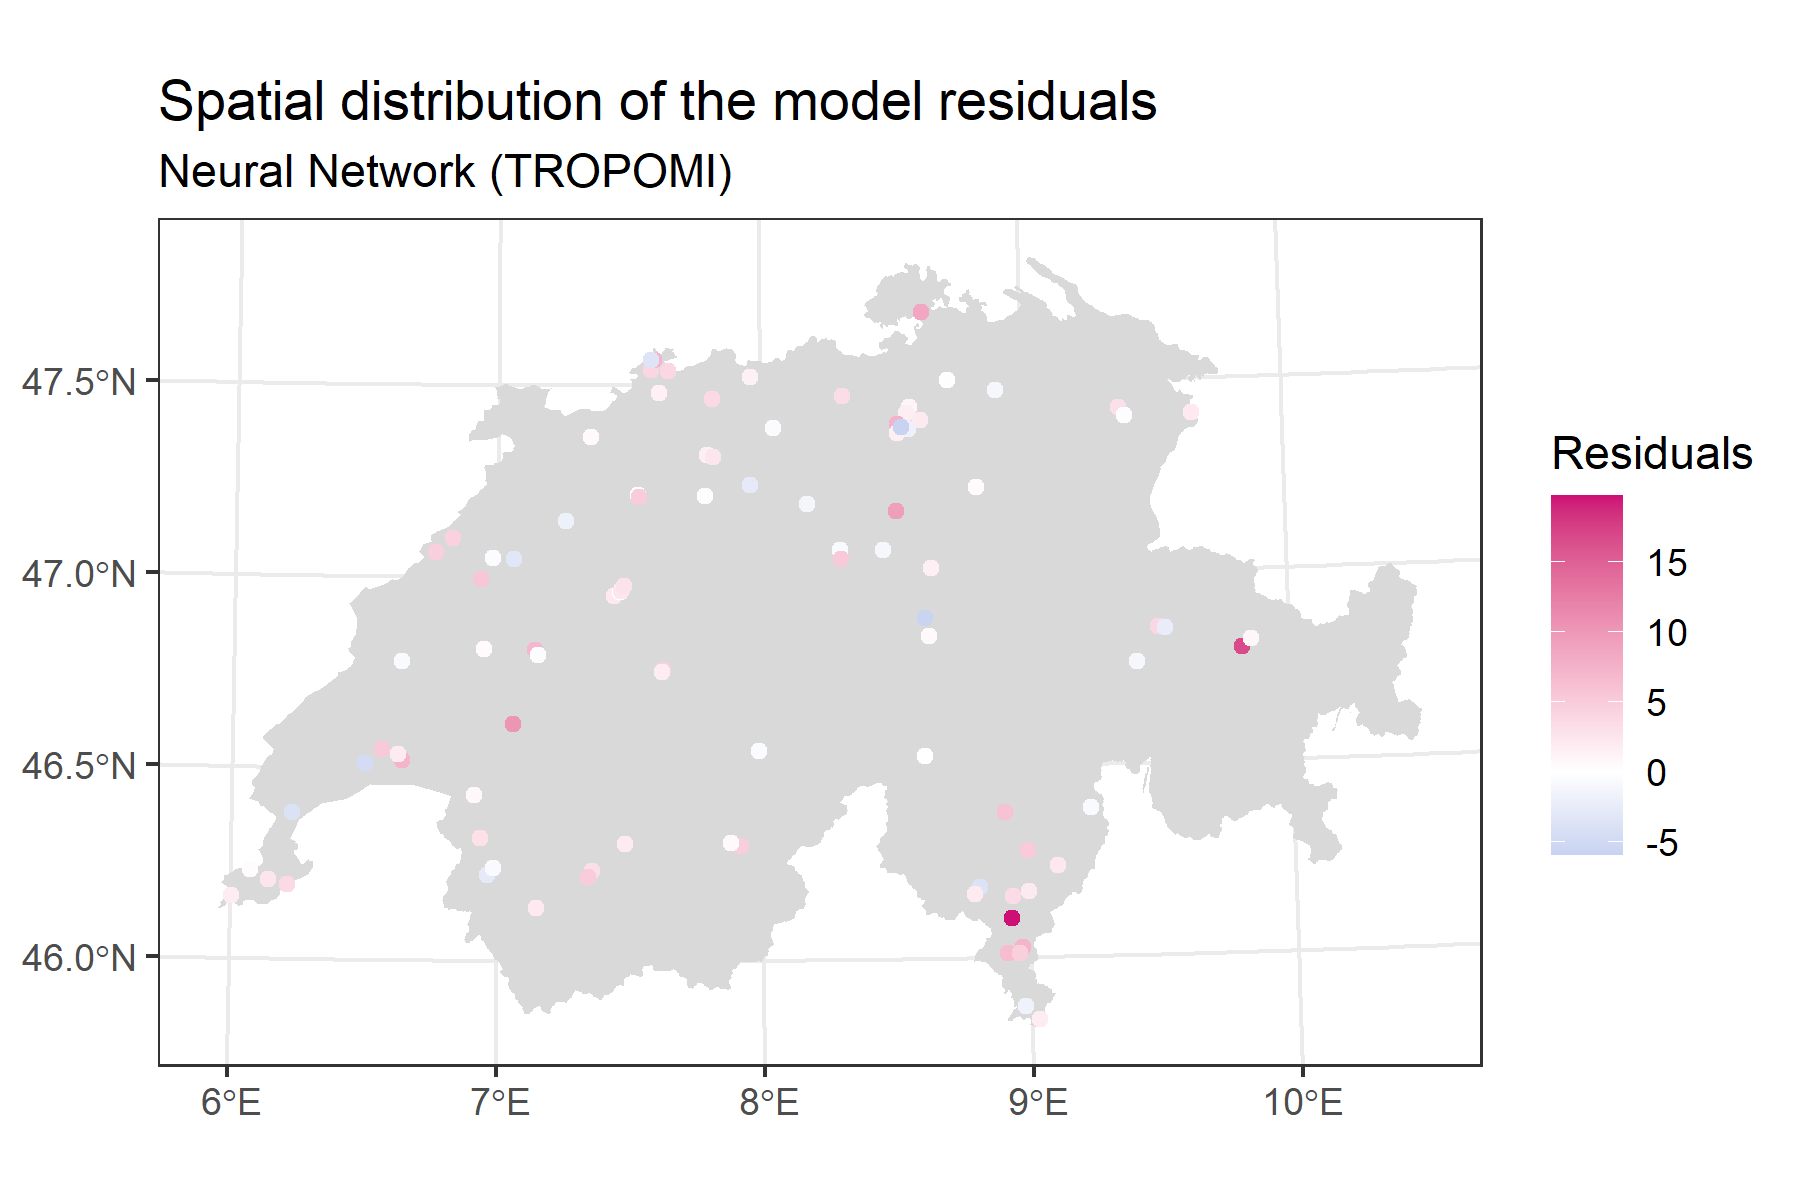 Spatial distribution of the model residuals
Neural Network (TROPOMI)
47.5°N
47.0°N
46.5°N
46.0°N
6°E
7°E
8°E
9°E
10°E
Residuals
15
10
5
0
-5